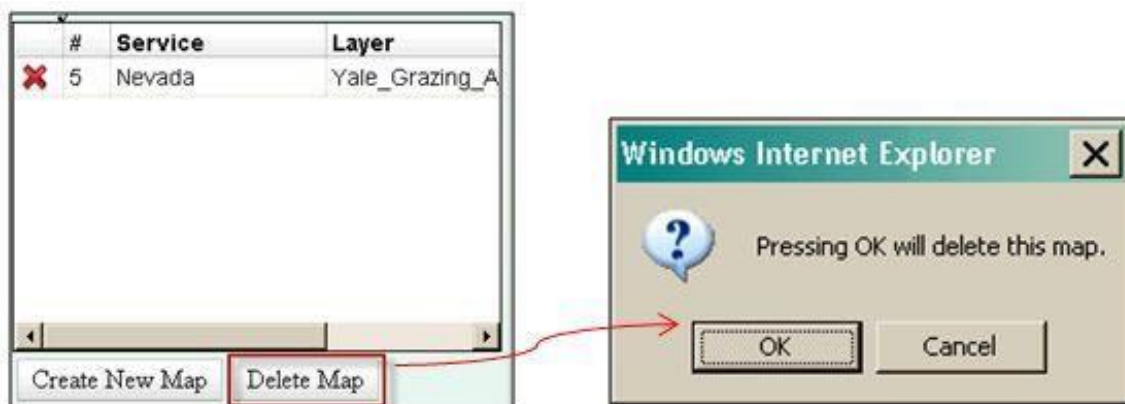 # Service Layer
5 Nevada Yale_Grazing_A
Create New Map Delete Map
Windows Internet Explorer
Pressing OK will delete this map.
OK Cancel